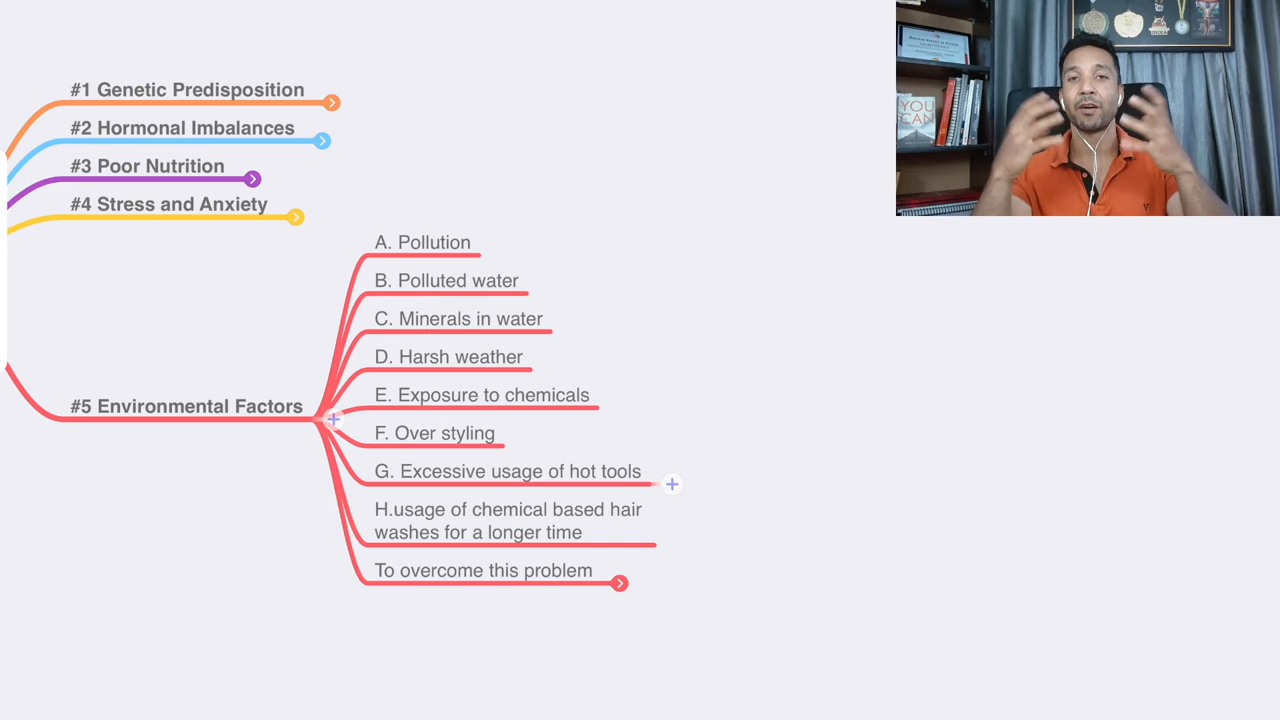 #1 Genetic Predisposition
#2 Hormonal Imbalances
#3 Poor Nutrition
#4 Stress and Anxiety
#5 Environmental Factors
A. Pollution
B. Polluted water
C. Minerals in water
D. Harsh weather
E. Exposure to chemicals
F. Over styling
G. Excessive usage of hot tools
H.usage of chemical based hair
washes for a longer time
To overcome this problem
YOU
CAN